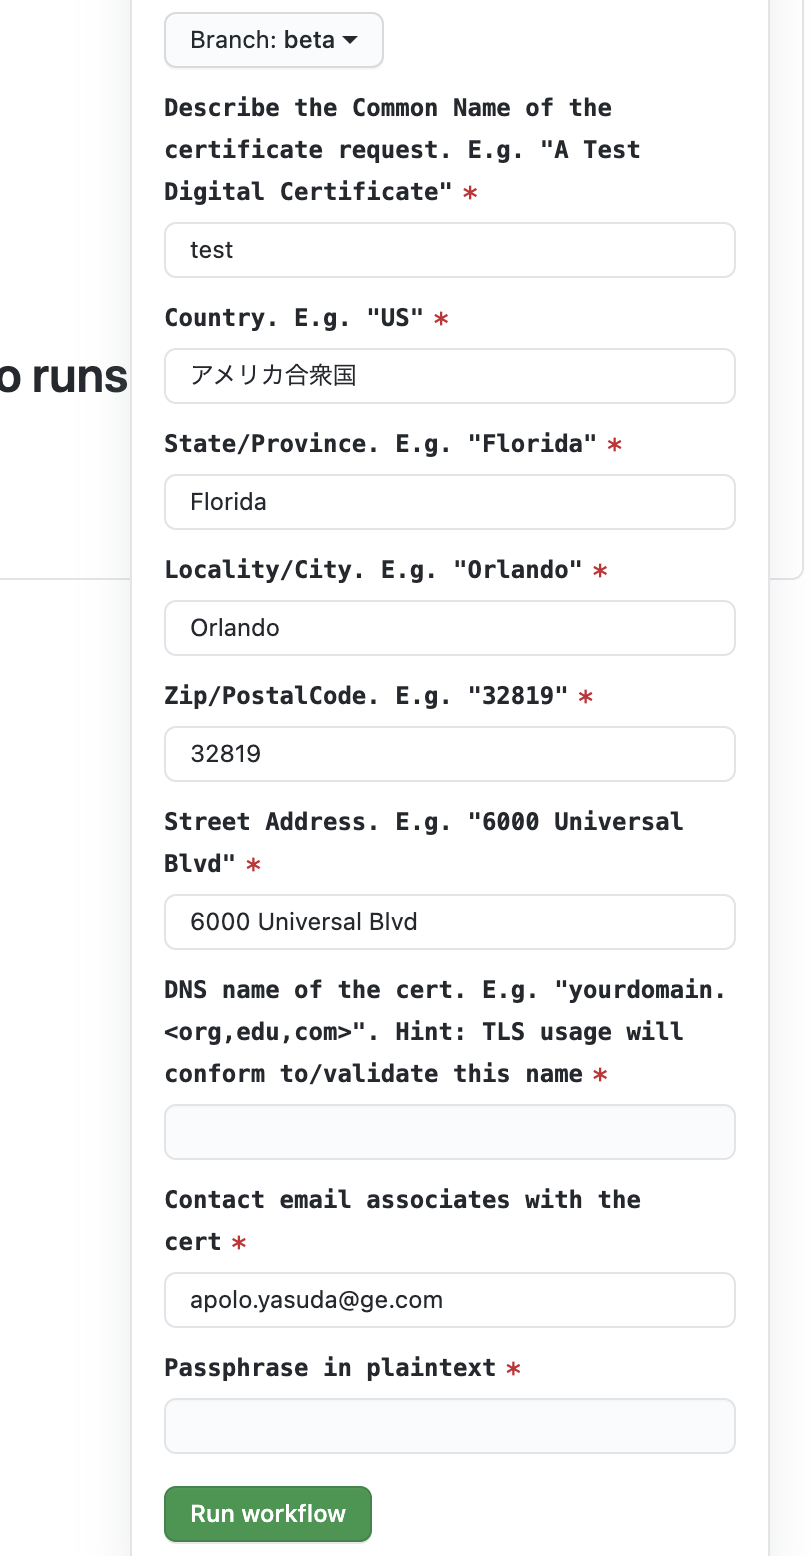 Branch: beta
Describe the Common Name of the
certificate request. E.g. "A Test
Digital Certificate" *
test
Country. E.g. "US" *
アメリカ合衆国
o runs
State/Province. E.g. "Florida" *
Florida
Locality/City. E.g. "Orlando" *
Orlando
Zip/PostalCode. E.g. "32819" *
32819
Street Address. E.g. "6000 Universal
Blvd" *
6000 Universal Blvd
DNS name of the cert. E.g. "yourdomain.
<org,edu,com>". Hint: TLS usage will
conform to/validate this name *
Contact email associates with the
cert *
apolo.yasuda@ge.com
Passphrase in plaintext *
Run workflow